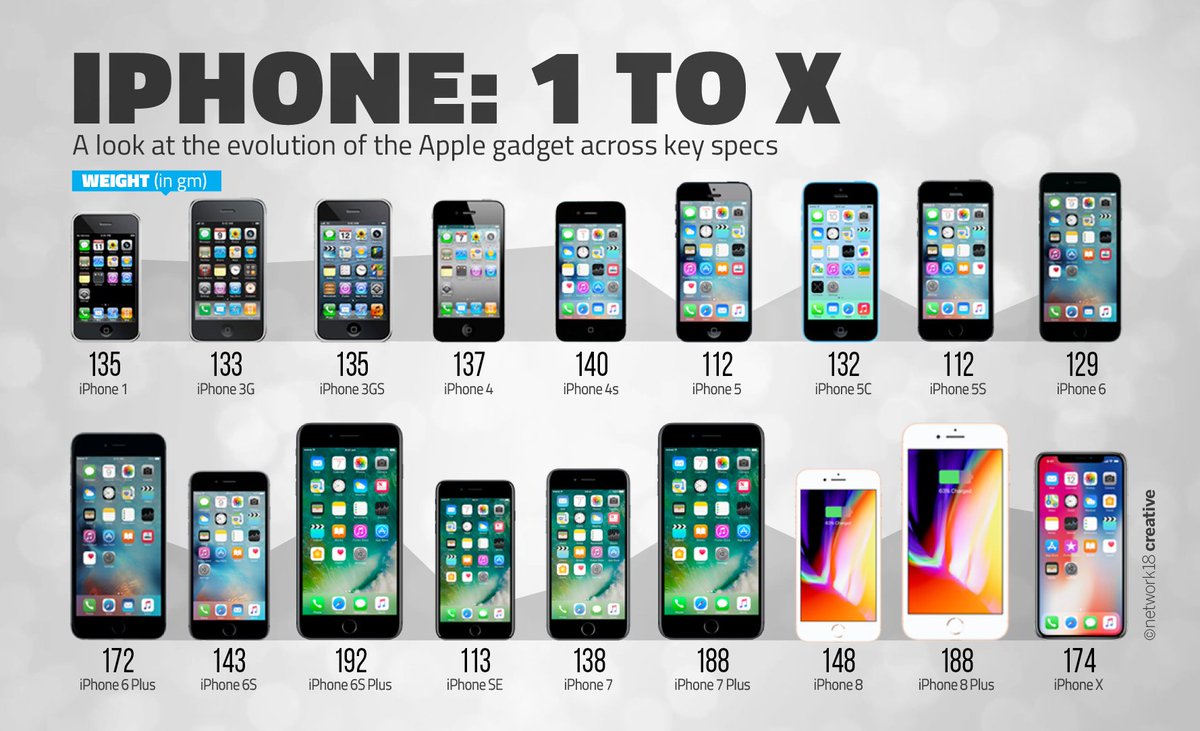 IPHONE: 1 TO X
A look at the evolution of the Apple gadget across key specs
WEIGHT (in gm)
135 133 135 137 140 112 132 112 129
iPhone 1 iPhone 3G iPhone 3GS iPhone 4 iPhone 4s iPhone 5 iPhone 5C iPhone 5S iPhone 6
172 143 192 113 138 188 148 188 174
iPhone 6 Plus iPhone 6S iPhone 6S Plus iPhone SE iPhone 7 iPhone 7 Plus iPhone 8 iPhone 8 Plus iPhone X
63% Charged
60% Charged
©network18 creative